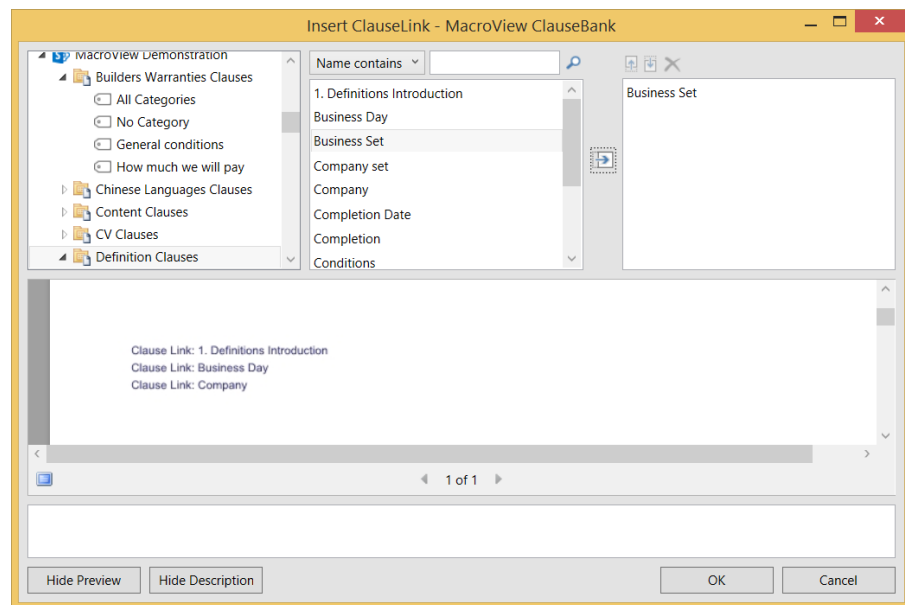 Insert ClauseLink - MacroView ClauseBank
MacroView Demonstration
Builders Warranties Clauses
All Categories
No Category
General conditions
How much we will pay
Chinese Languages Clauses
Content Clauses
CV Clauses
Definition Clauses
Name contains
1. Definitions Introduction
Business Day
Business Set
Company set
Company
Completion Date
Completion
Conditions
Business Set
Clause Link: 1. Definitions Introduction
Clause Link: Business Day
Clause Link: Company
1 of 1
Hide Preview
Hide Description
OK
Cancel